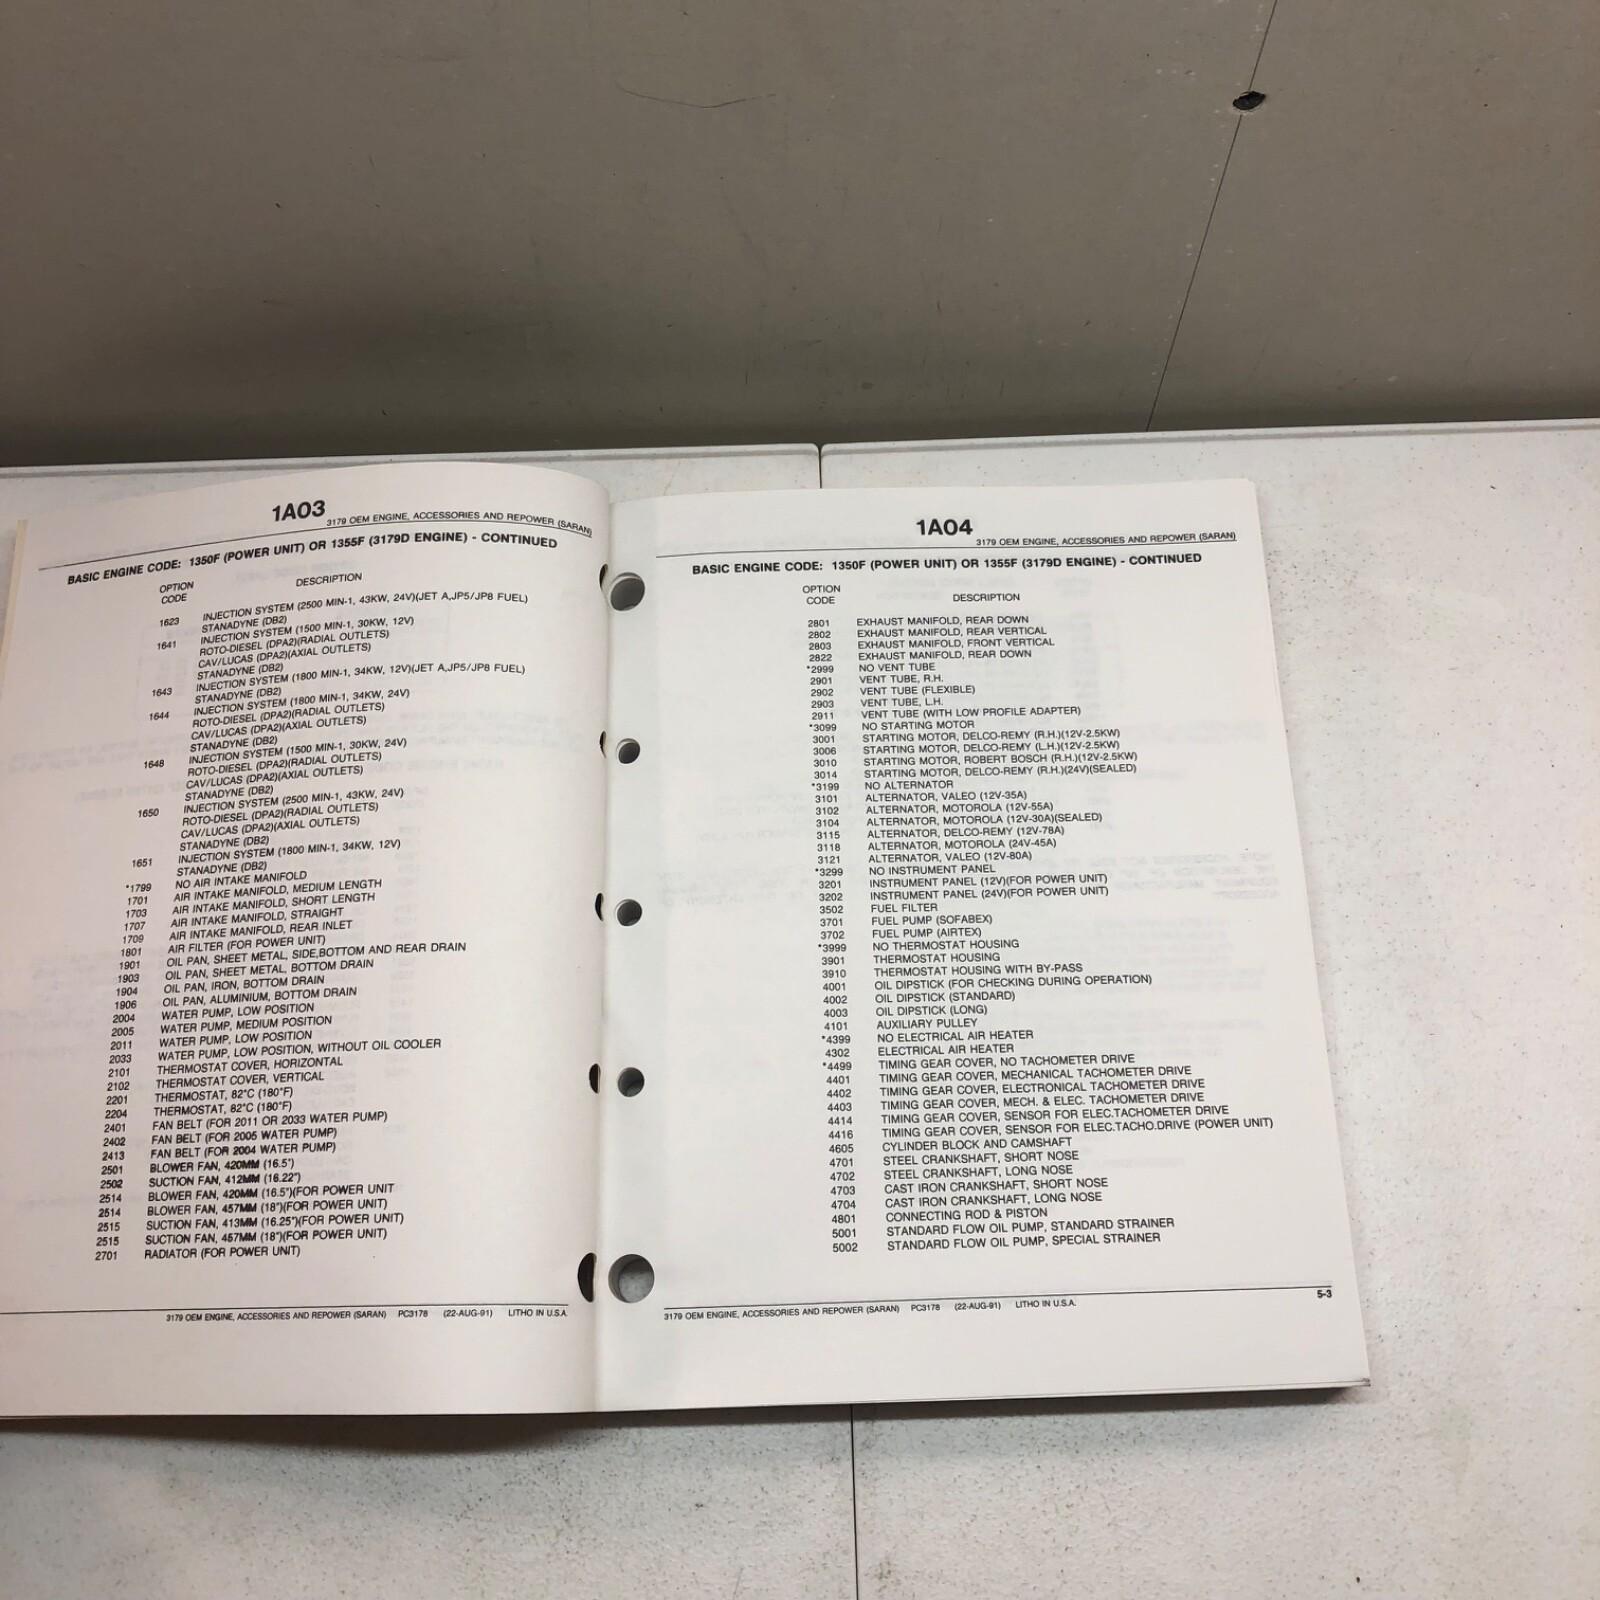 1A03
3179 OEM ENGINE, ACCESSORIES AND REPOWER (SARAN)
BASIC ENGINE CODE: 1350F (POWER UNIT) OR 1355F (3179D ENGINE) - CONTINUED
OPTION CODE DESCRIPTION
1623 INJECTION SYSTEM (2500 MIN-1, 43KW, 24V)(JET A,JP5/JP8 FUEL)
STANADYNE (DB2)
1641 INJECTION SYSTEM (1500 MIN-1, 30KW, 12V)
ROTO-DIESEL (DPA2)(RADIAL OUTLETS)
CAV/LUCAS (DPA2)(AXIAL OUTLETS)
STANADYNE (DB2)
1643 INJECTION SYSTEM (1800 MIN-1, 34KW, 12V)(JET A,JP5/JP8 FUEL)
STANADYNE (DB2)
1644 INJECTION SYSTEM (1800 MIN-1, 34KW, 24V)
ROTO-DIESEL (DPA2)(RADIAL OUTLETS)
CAV/LUCAS (DPA2)(AXIAL OUTLETS)
STANADYNE (DB2)
1648 INJECTION SYSTEM (1500 MIN-1, 30KW, 24V)
ROTO-DIESEL (DPA2)(RADIAL OUTLETS)
CAV/LUCAS (DPA2)(AXIAL OUTLETS)
STANADYNE (DB2)
1650 INJECTION SYSTEM (2500 MIN-1, 43KW, 24V)
ROTO-DIESEL (DPA2)(RADIAL OUTLETS)
CAV/LUCAS (DPA2)(AXIAL OUTLETS)
STANADYNE (DB2)
1651 INJECTION SYSTEM (1800 MIN-1, 34KW, 12V)
STANADYNE (DB2)
*1799 NO AIR INTAKE MANIFOLD
1701 AIR INTAKE MANIFOLD, MEDIUM LENGTH
1703 AIR INTAKE MANIFOLD, SHORT LENGTH
1707 AIR INTAKE MANIFOLD, STRAIGHT
1709 AIR INTAKE MANIFOLD, REAR INLET
1801 AIR FILTER (FOR POWER UNIT)
1901 OIL PAN, SHEET METAL, SIDE,BOTTOM AND REAR DRAIN
1903 OIL PAN, SHEET METAL, BOTTOM DRAIN
1904 OIL PAN, IRON, BOTTOM DRAIN
1906 OIL PAN, ALUMINIUM, BOTTOM DRAIN
2004 WATER PUMP, LOW POSITION
2005 WATER PUMP, MEDIUM POSITION
2011 WATER PUMP, LOW POSITION
2033 WATER PUMP, LOW POSITION, WITHOUT OIL COOLER
2101 THERMOSTAT COVER, HORIZONTAL
2102 THERMOSTAT COVER, VERTICAL
2201 THERMOSTAT, 82°C (180°F)
2204 THERMOSTAT, 82°C (180°F)
2401 FAN BELT (FOR 2011 OR 2033 WATER PUMP)
2402 FAN BELT (FOR 2005 WATER PUMP)
2413 FAN BELT (FOR 2004 WATER PUMP)
2501 BLOWER FAN, 420MM (16.5")
2502 SUCTION FAN, 412MM (16.22")
2514 BLOWER FAN, 420MM (16.5")(FOR POWER UNIT
2514 BLOWER FAN, 457MM (18")(FOR POWER UNIT)
2515 SUCTION FAN, 413MM (16.25")(FOR POWER UNIT)
2515 SUCTION FAN, 457MM (18")(FOR POWER UNIT)
2701 RADIATOR (FOR POWER UNIT)
3179 OEM ENGINE, ACCESSORIES AND REPOWER (SARAN) PC3178 (22-AUG-91) LITHO IN U.S.A.
1A04
3179 OEM ENGINE, ACCESSORIES AND REPOWER (SARAN)
BASIC ENGINE CODE: 1350F (POWER UNIT) OR 1355F (3179D ENGINE) - CONTINUED
OPTION CODE DESCRIPTION
2801 EXHAUST MANIFOLD, REAR DOWN
2802 EXHAUST MANIFOLD, REAR VERTICAL
2803 EXHAUST MANIFOLD, FRONT VERTICAL
2822 EXHAUST MANIFOLD, REAR DOWN
*2999 NO VENT TUBE
2901 VENT TUBE, R.H.
2902 VENT TUBE (FLEXIBLE)
2903 VENT TUBE, L.H.
2911 VENT TUBE (WITH LOW PROFILE ADAPTER)
*3099 NO STARTING MOTOR
3001 STARTING MOTOR, DELCO-REMY (R.H.)(12V-2.5KW)
3006 STARTING MOTOR, DELCO-REMY (L.H.)(12V-2.5KW)
3010 STARTING MOTOR, ROBERT BOSCH (R.H.)(12V-2.5KW)
3014 STARTING MOTOR, DELCO-REMY (R.H.)(24V)(SEALED)
*3199 NO ALTERNATOR
3101 ALTERNATOR, VALEO (12V-35A)
3102 ALTERNATOR, MOTOROLA (12V-55A)
3104 ALTERNATOR, MOTOROLA (12V-30A)(SEALED)
3115 ALTERNATOR, DELCO-REMY (12V-78A)
3118 ALTERNATOR, MOTOROLA (24V-45A)
3121 ALTERNATOR, VALEO (12V-80A)
*3299 NO INSTRUMENT PANEL
3201 INSTRUMENT PANEL (12V)(FOR POWER UNIT)
3202 INSTRUMENT PANEL (24V)(FOR POWER UNIT)
3502 FUEL FILTER
3701 FUEL PUMP (SOFABEX)
3702 FUEL PUMP (AIRTEX)
*3999 NO THERMOSTAT HOUSING
3901 THERMOSTAT HOUSING
3910 THERMOSTAT HOUSING WITH BY-PASS
4001 OIL DIPSTICK (FOR CHECKING DURING OPERATION)
4002 OIL DIPSTICK (STANDARD)
4003 OIL DIPSTICK (LONG)
4101 AUXILIARY PULLEY
*4399 NO ELECTRICAL AIR HEATER
4302 ELECTRICAL AIR HEATER
*4499 TIMING GEAR COVER, NO TACHOMETER DRIVE
4401 TIMING GEAR COVER, MECHANICAL TACHOMETER DRIVE
4402 TIMING GEAR COVER, ELECTRONICAL TACHOMETER DRIVE
4403 TIMING GEAR COVER, MECH. & ELEC. TACHOMETER DRIVE
4414 TIMING GEAR COVER, SENSOR FOR ELEC.TACHOMETER DRIVE
4416 TIMING GEAR COVER, SENSOR FOR ELEC.TACHO.DRIVE (POWER UNIT)
4605 CYLINDER BLOCK AND CAMSHAFT
4701 STEEL CRANKSHAFT, SHORT NOSE
4702 STEEL CRANKSHAFT, LONG NOSE
4703 CAST IRON CRANKSHAFT, SHORT NOSE
4704 CAST IRON CRANKSHAFT, LONG NOSE
4801 CONNECTING ROD & PISTON
5001 STANDARD FLOW OIL PUMP, STANDARD STRAINER
5002 STANDARD FLOW OIL PUMP, SPECIAL STRAINER
5-3
3179 OEM ENGINE, ACCESSORIES AND REPOWER (SARAN) PC3178 (22-AUG-91) LITHO IN U.S.A.